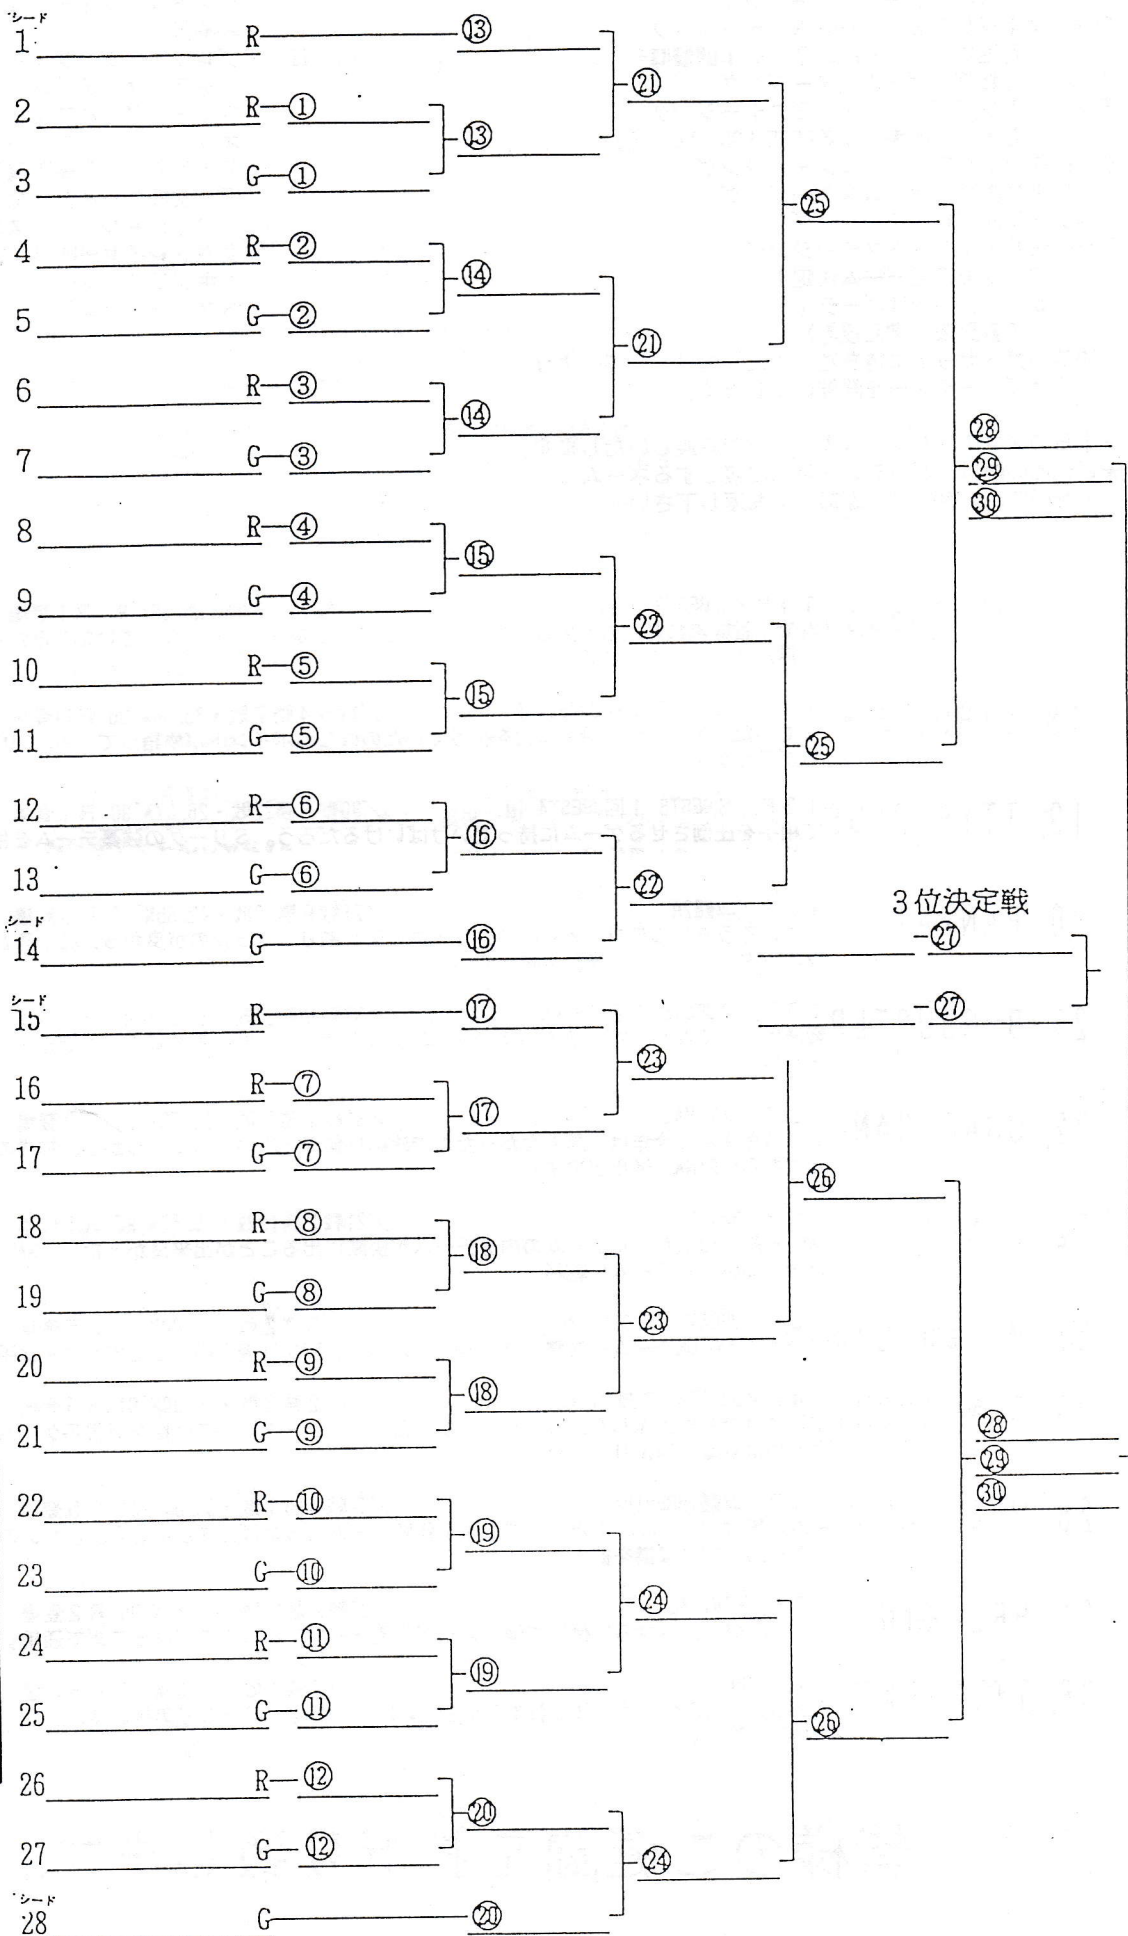 シード
1 R ⑬
㉑
2 R ①
⑬
3 G ①
㉕
4 R ②
⑭
5 G ②
㉑
6 R ③
⑭
7 G ③
㉘
㉙
㉚
8 R ④
⑮
9 G ④
㉒
10 R ⑤
⑮
11 G ⑤
㉕
12 R ⑥
⑯
13 G ⑥
㉒
3位決定戦
シード
14 G ⑯
㉗
シード
15 R ⑰
㉗
㉓
16 R ⑦
⑰
17 G ⑦
㉖
18 R ⑧
⑱
19 G ⑧
㉓
20 R ⑨
⑱
21 G ⑨
㉘
㉙
㉚
22 R ⑩
⑲
23 G ⑩
㉔
24 R ⑪
⑲
25 G ⑪
㉖
26 R ⑫
⑳
27 G ⑫
㉔
シード
28 G ⑳